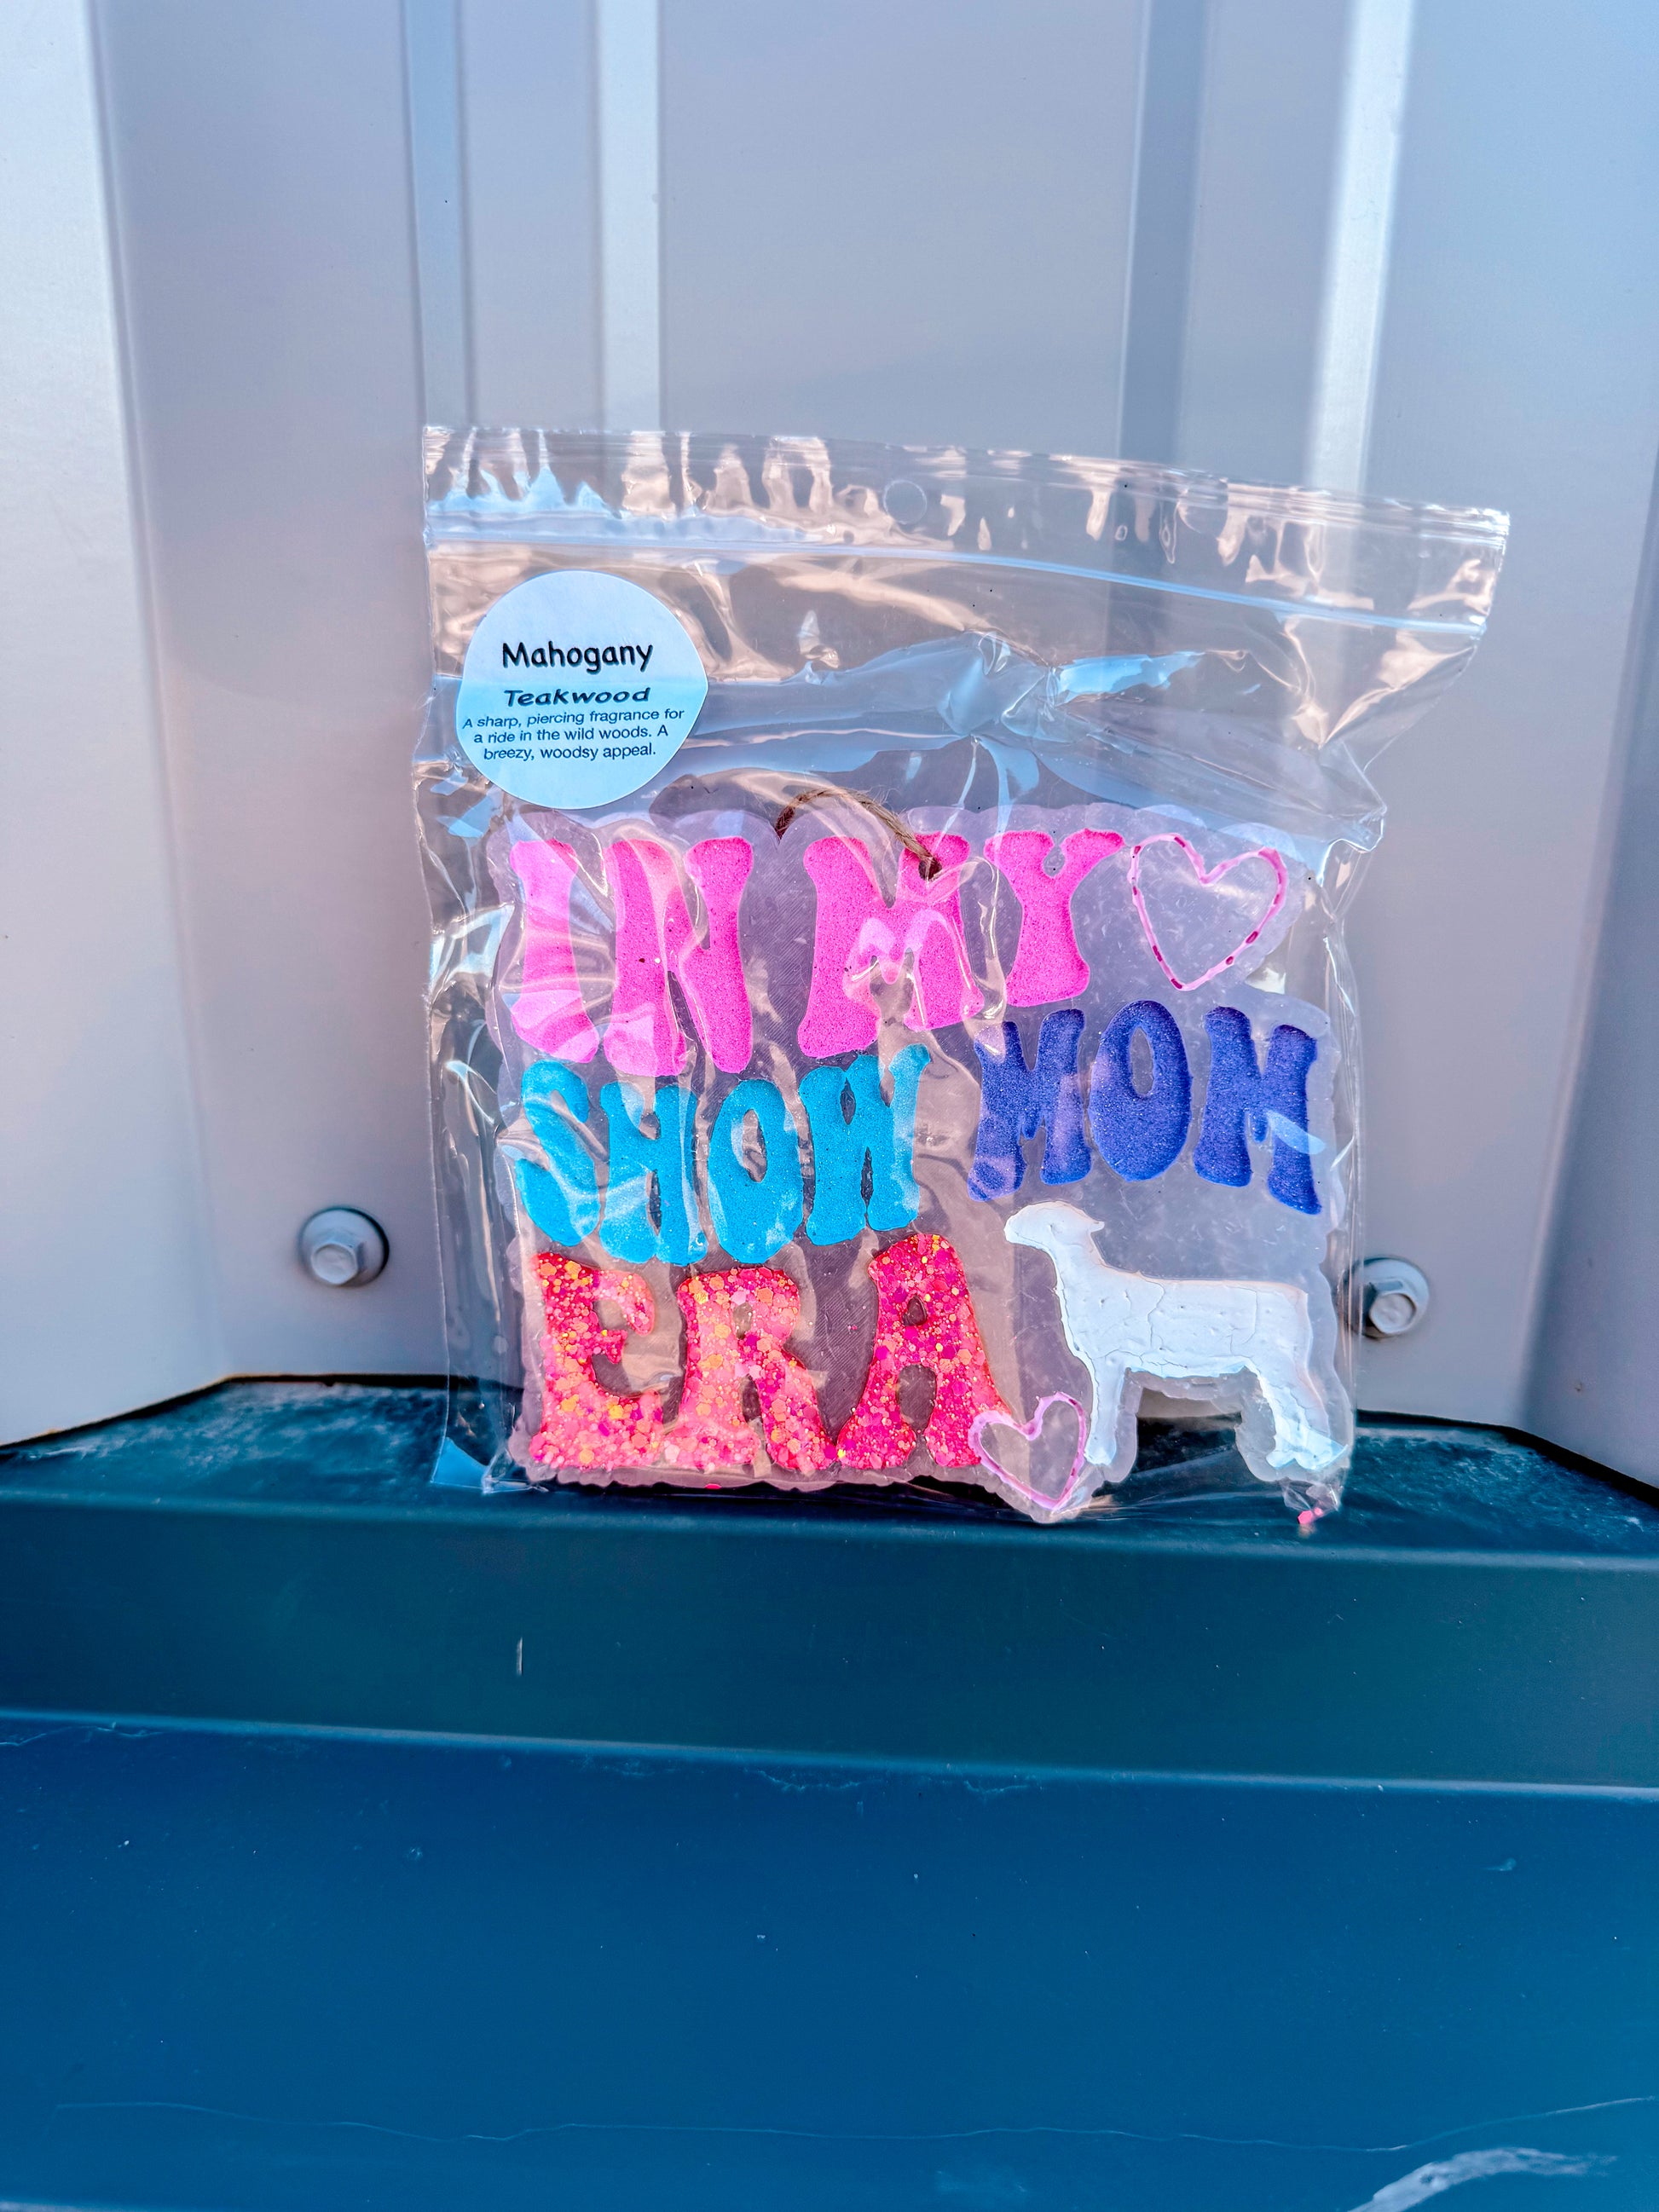 Mahogany
Teakwood
A sharp, piercing fragrance for
a ride in the wild woods. A
breezy, woodsy appeal.
IN MY
SHOW MOM
ERA